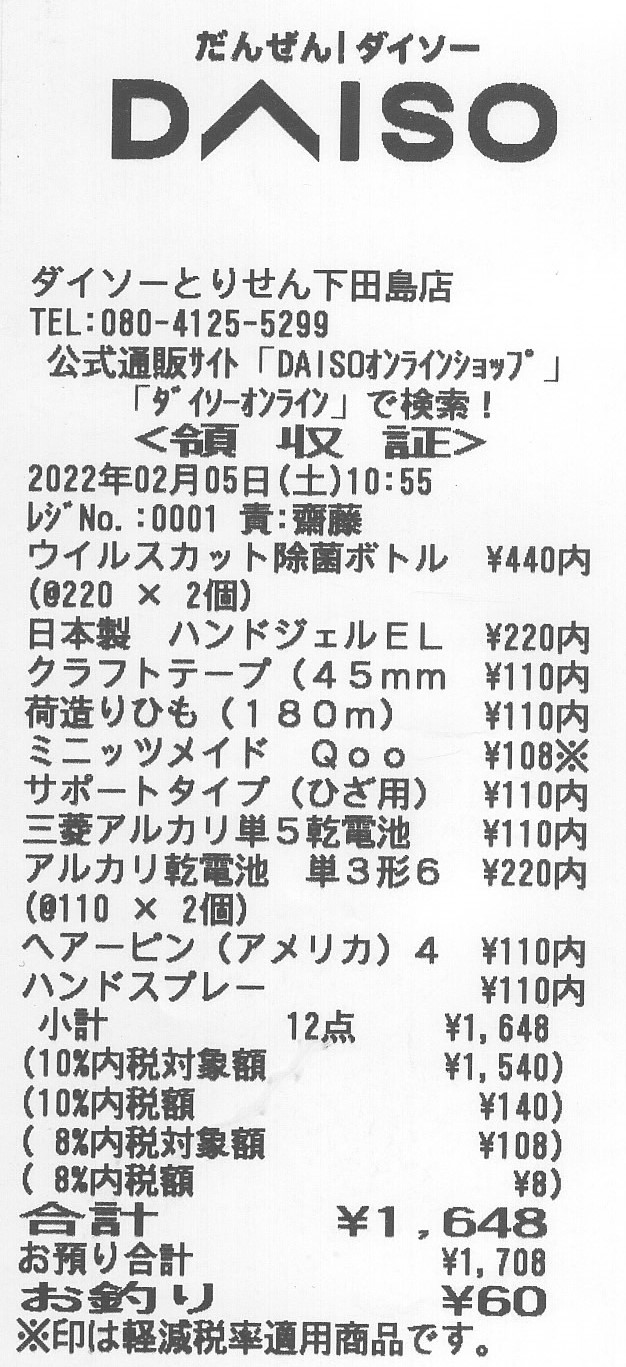 だんぜん!ダイソー
DAISO
ダイソーとりせん下田島店
TEL:080-4125-5299
公式通販ｻｲﾄ「DAISOｵﾝﾗｲﾝｼｮｯﾌﾟ」
「ﾀﾞｲｿｰｵﾝﾗｲﾝ」で検索!
<領 収 証>
2022年02月05日(土)10:55
ﾚｼﾞNo.:0001 責:齋藤
ウイルスカット除菌ボトル ¥440内
(@220 × 2個)
日本製 ハンドジェルＥＬ ¥220内
クラフトテープ（４５ｍｍ ¥110内
荷造りひも（１８０ｍ） ¥110内
ミニッツメイド Ｑｏｏ ¥108※
サポートタイプ（ひざ用） ¥110内
三菱アルカリ単５乾電池 ¥110内
アルカリ乾電池 単３形６ ¥220内
(@110 × 2個)
ヘアーピン（アメリカ）４ ¥110内
ハンドスプレー ¥110内
小計 12点 ¥1,648
(10%内税対象額 ¥1,540)
(10%内税額 ¥140)
( 8%内税対象額 ¥108)
( 8%内税額 ¥8)
合計 ¥1,648
お預り合計 ¥1,708
お釣り ¥60
※印は軽減税率適用商品です。